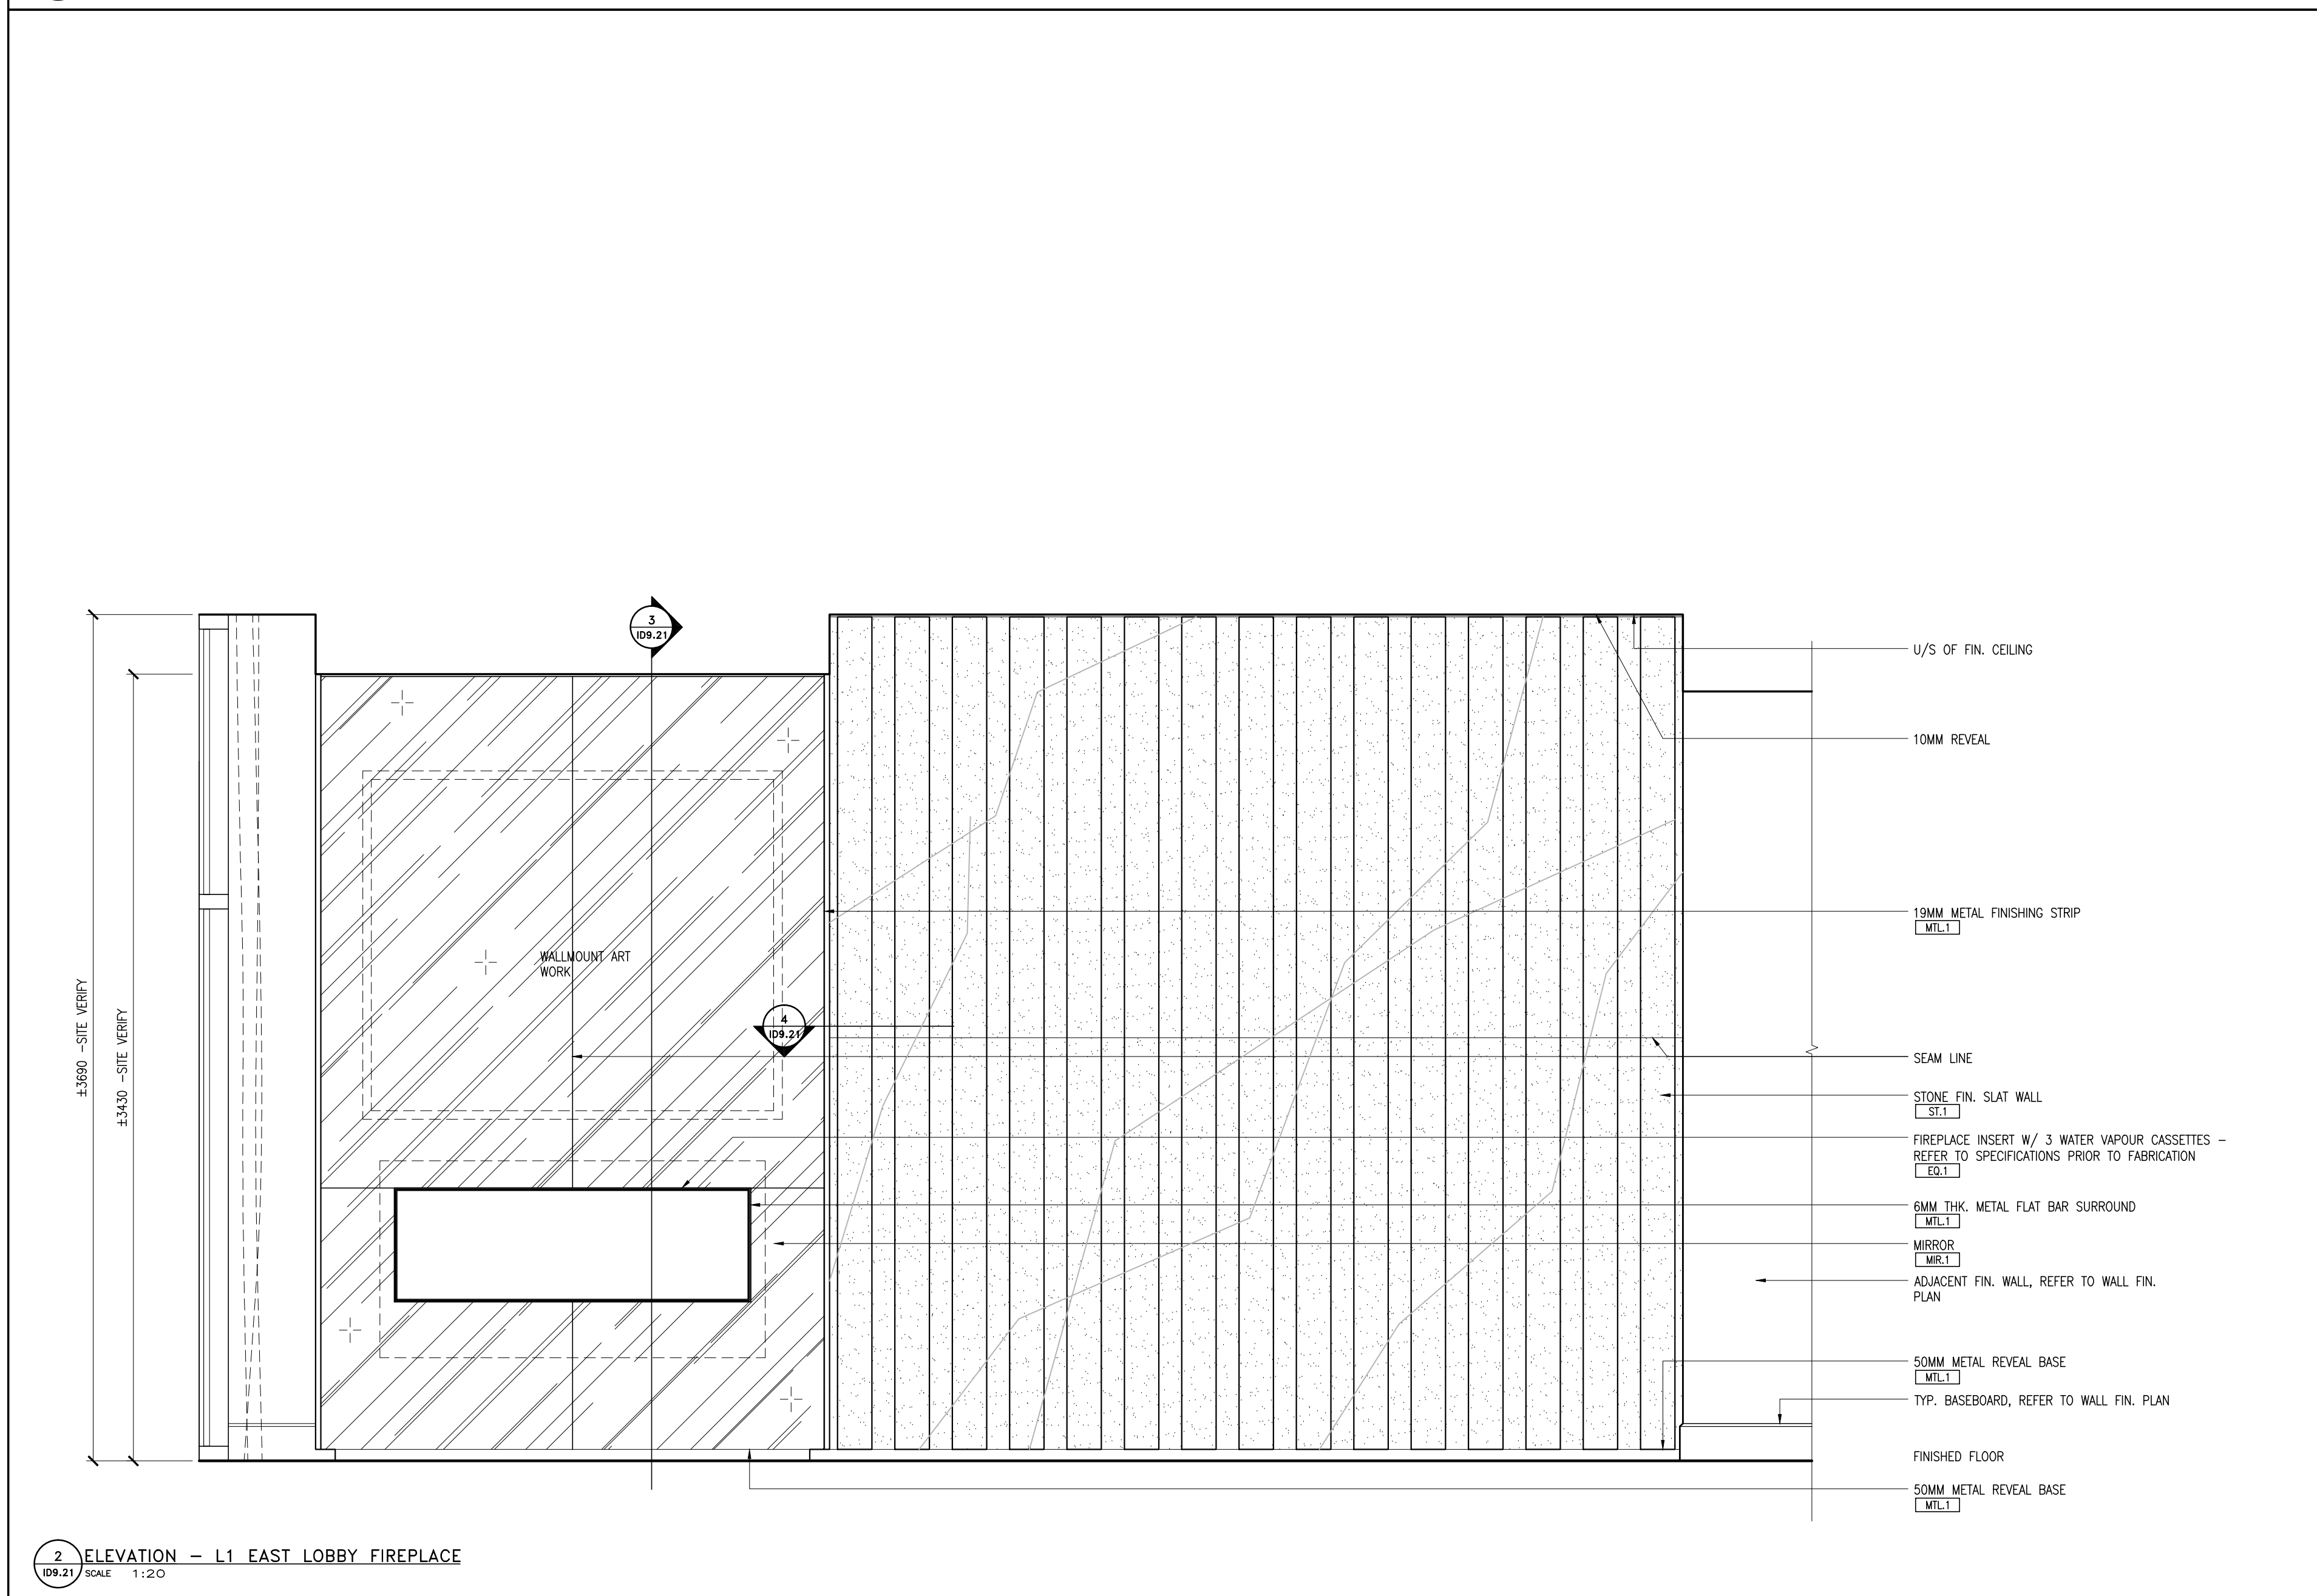 3
ID9.21
U/S OF FIN. CEILING
10MM REVEAL
19MM METAL FINISHING STRIP
MTL.1
WALLMOUNT ART
WORK
±3690 -SITE VERIFY
±3430 -SITE VERIFY
4
ID9.21
SEAM LINE
STONE FIN. SLAT WALL
ST.1
FIREPLACE INSERT W/ 3 WATER VAPOUR CASSETTES -
REFER TO SPECIFICATIONS PRIOR TO FABRICATION
EQ.1
6MM THK. METAL FLAT BAR SURROUND
MTL.1
MIRROR
MIR.1
ADJACENT FIN. WALL, REFER TO WALL FIN.
PLAN
50MM METAL REVEAL BASE
MTL.1
TYP. BASEBOARD, REFER TO WALL FIN. PLAN
FINISHED FLOOR
50MM METAL REVEAL BASE
MTL.1
2
ID9.21
ELEVATION - L1 EAST LOBBY FIREPLACE
SCALE 1:20